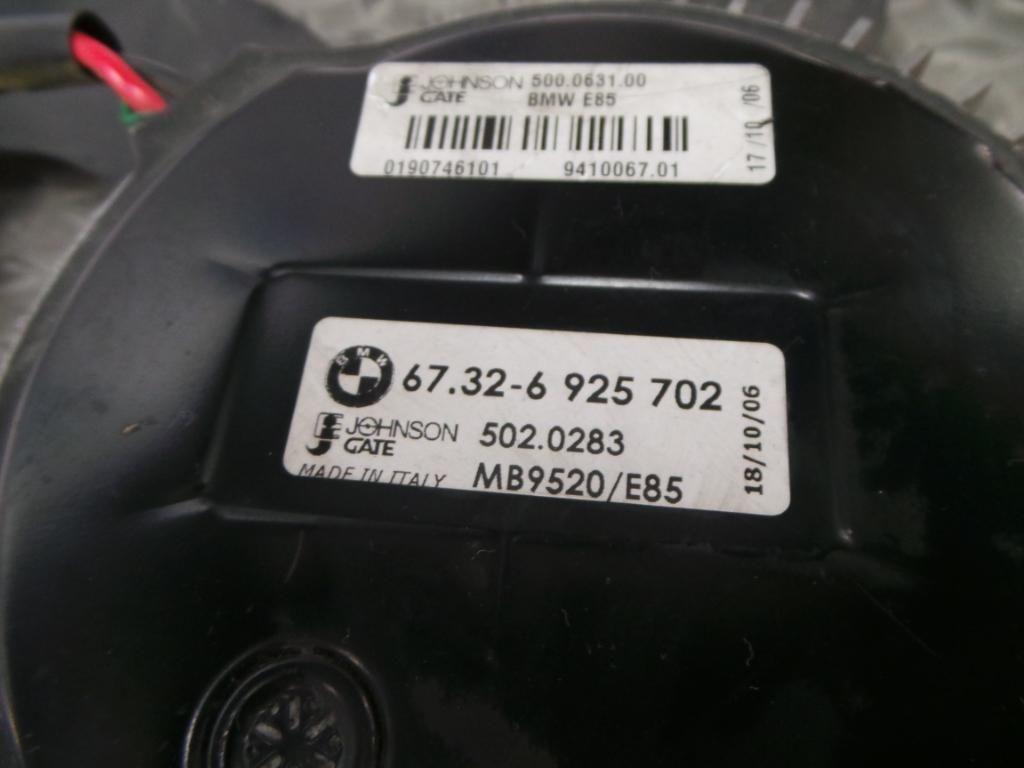 JOHNSON 500.0631.00
GATE BMW E85
0190746101 9410067.01
17/10/06
BMW
67.32-6 925 702
JOHNSON
GATE 502.0283
MADE IN ITALY MB9520/E85
18/10/06